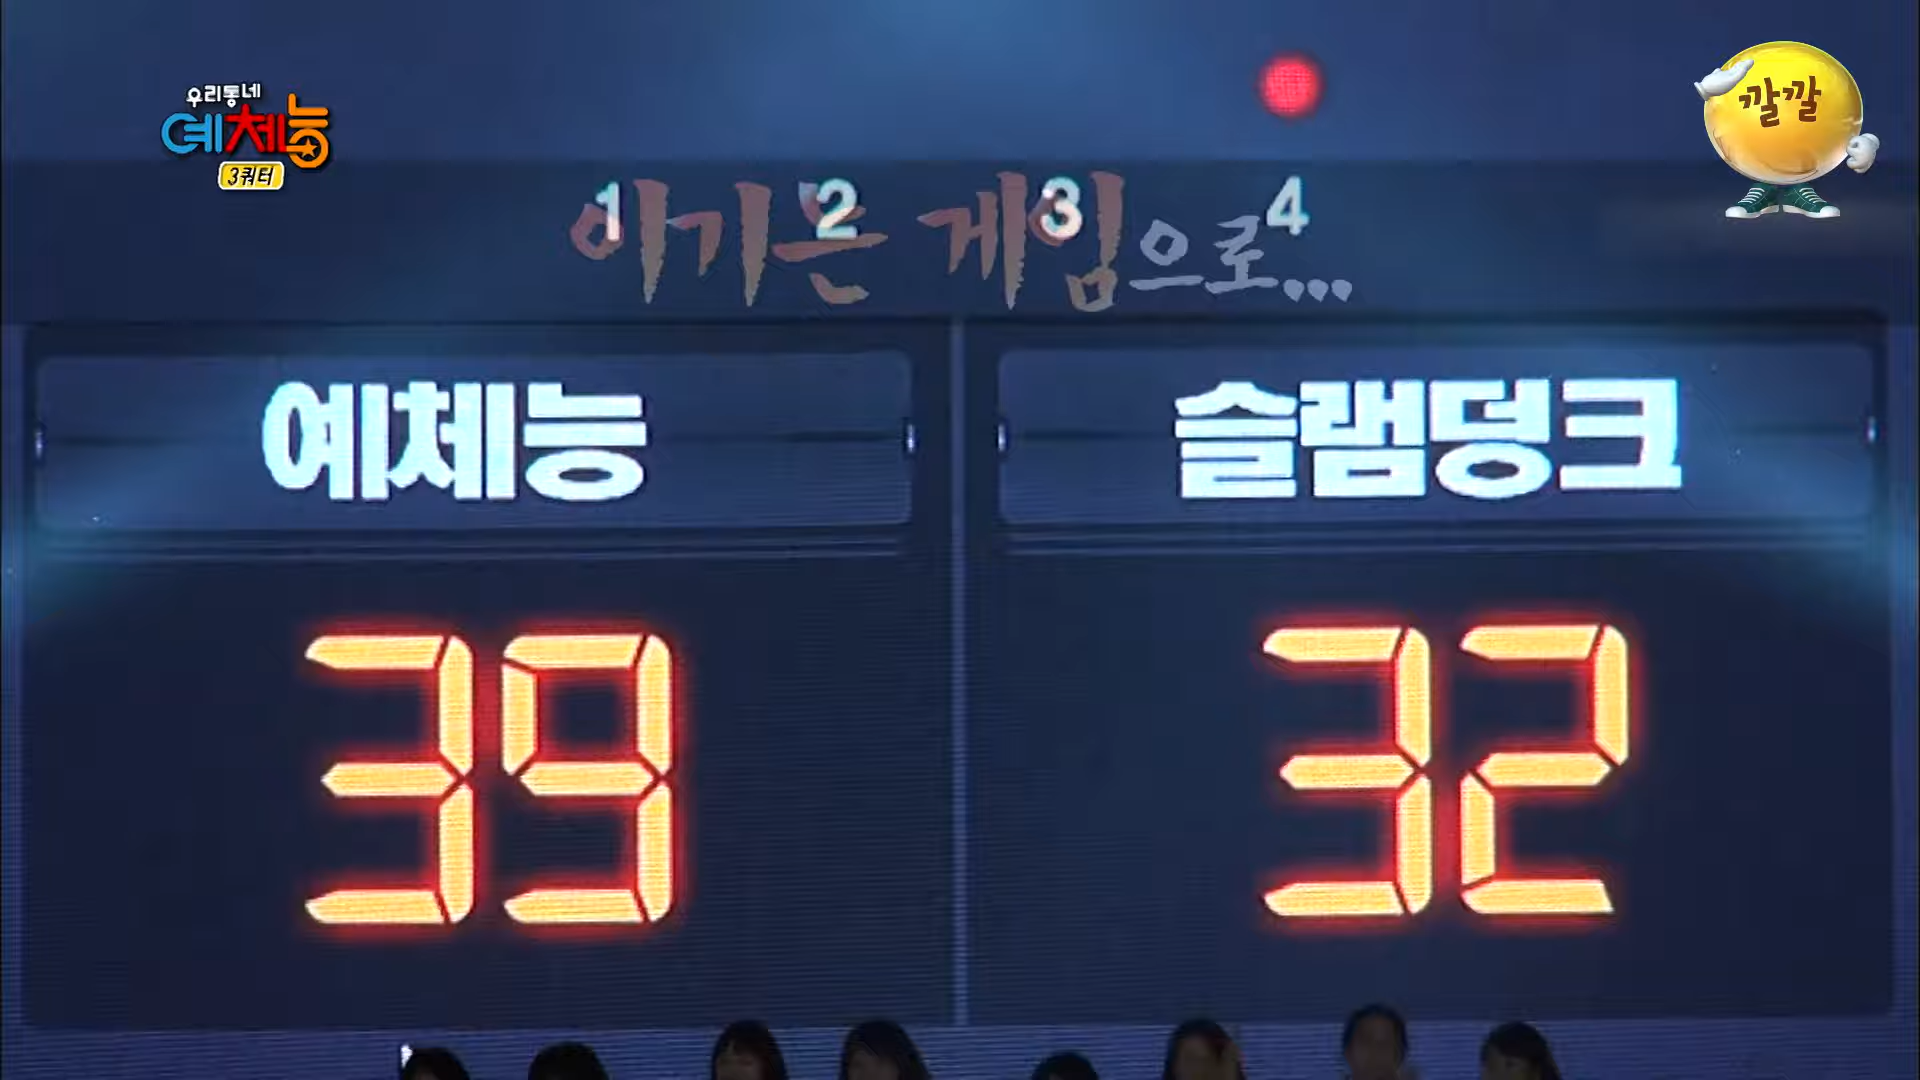 우리동네
예체능
3쿼터
깔깔
1 2 3 4
이기는 게임으로...
예체능 슬램덩크
39 32